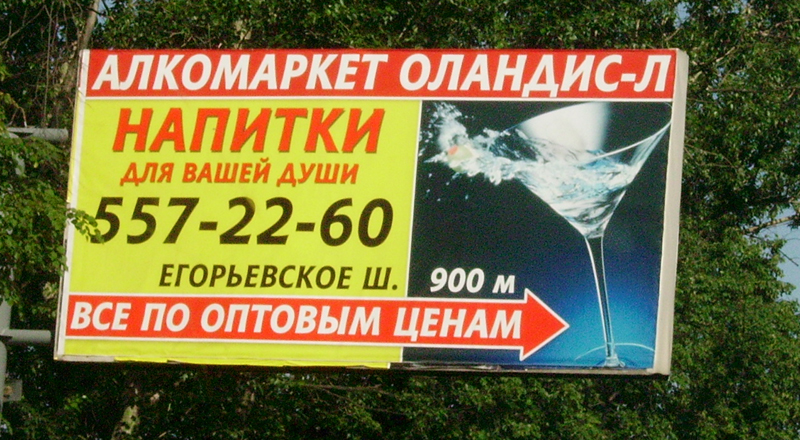 АЛКОМАРКЕТ ОЛАНДИС-Л
НАПИТКИ
ДЛЯ ВАШЕЙ ДУШИ
557-22-60
ЕГОРЬЕВСКОЕ Ш. 900 м
ВСЕ ПО ОПТОВЫМ ЦЕНАМ